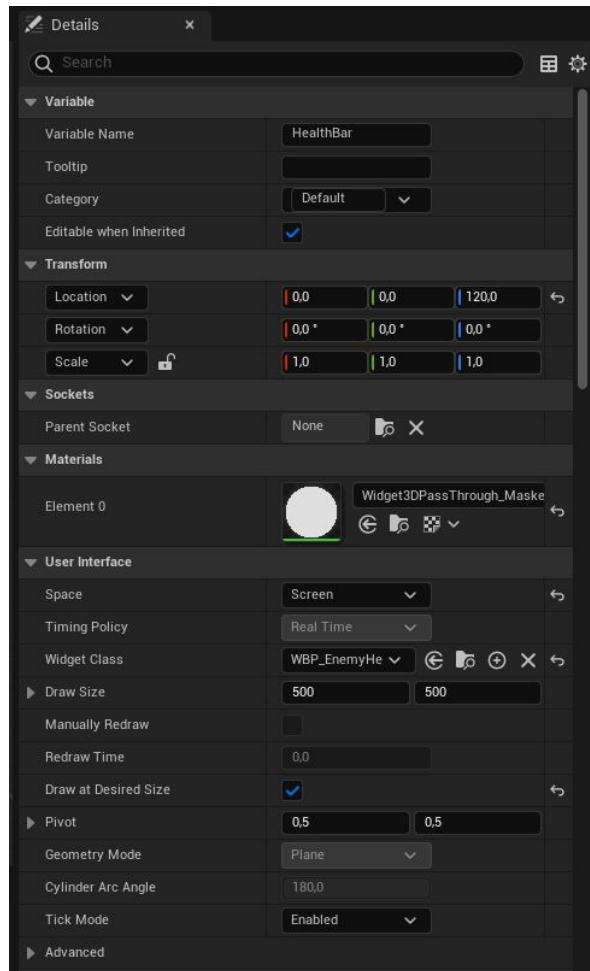 Details
Search
Variable
Variable Name HealthBar
Tooltip
Category Default
Editable when Inherited
Transform
Location 0,0 0,0 120,0
Rotation 0,0 ° 0,0 ° 0,0 °
Scale 1,0 1,0 1,0
Sockets
Parent Socket None
Materials
Element 0 Widget3DPassThrough_Maske
User Interface
Space Screen
Timing Policy Real Time
Widget Class WBP_EnemyHe
Draw Size 500 500
Manually Redraw
Redraw Time 0,0
Draw at Desired Size
Pivot 0,5 0,5
Geometry Mode Plane
Cylinder Arc Angle 180,0
Tick Mode Enabled
Advanced